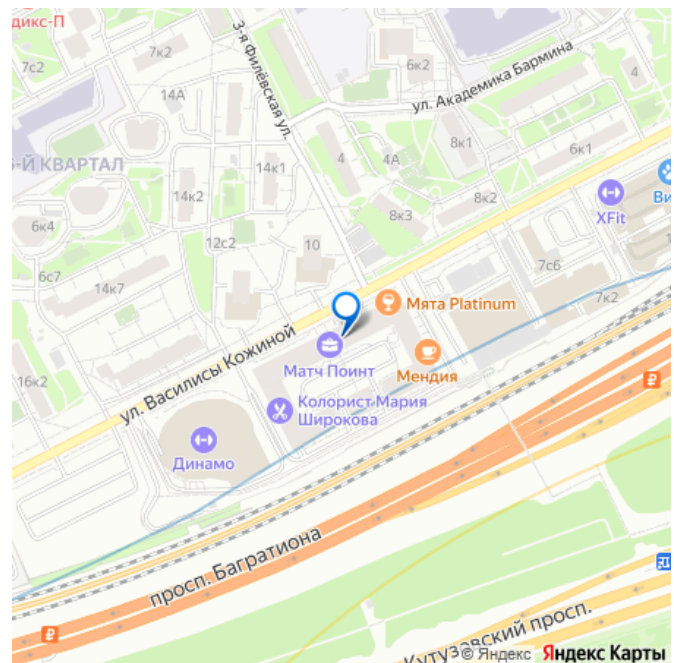 дикс-П
7к2
7с2
14А
3-я Филёвская ул.
6к2
ул. Академика Бармина
4
8к1
6к1
-Й КВАРТАЛ
14к1
4
4А
14к2
8к2
XFit
Ви
6к4
8к3
12с2
10
1
6с7
14к7
7с6
7к2
Мята Platinum
ул. Василисы Кожиной
Матч Поинт
Мендия
16к2
Колорист Мария
Широкова
Динамо
просп. Багратиона
Кутузовский просп.
© Яндекс Яндекс Карты